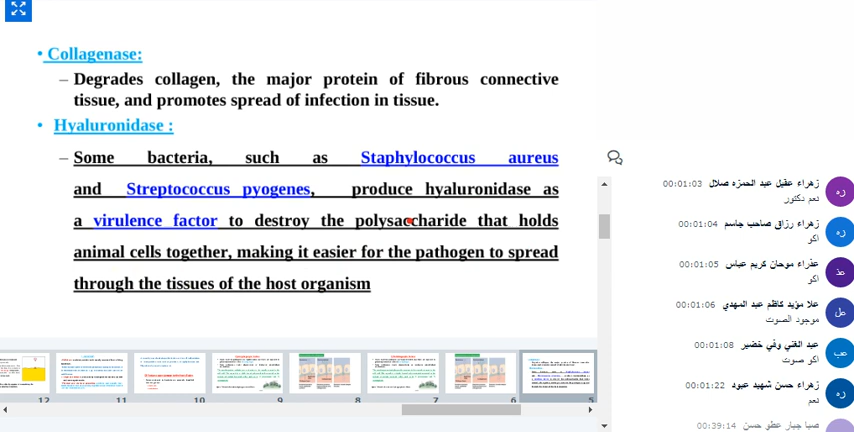 • Collagenase:
– Degrades collagen, the major protein of fibrous connective
tissue, and promotes spread of infection in tissue.
• Hyaluronidase :
– Some bacteria, such as Staphylococcus aureus
and Streptococcus pyogenes, produce hyaluronidase as
a virulence factor to destroy the polysaccharide that holds
animal cells together, making it easier for the pathogen to spread
through the tissues of the host organism
12 11 10 9 8 7 6 5
زهراء عقيل عبد الحمزه صلال 00:01:03
نعم دكتور
زهراء رزاق صاحب جاسم 00:01:04
اكو
عذراء موحان كريم عباس 00:01:05
اكو
علا مؤيد كاظم عبد المهدي 00:01:06
موجود الصوت
عبد الغني وفي خضير 00:01:08
اكو صوت
زهراء حسن شهيد عبود 00:01:22
نعم
صبا جبار عطو حسن 00:39:14